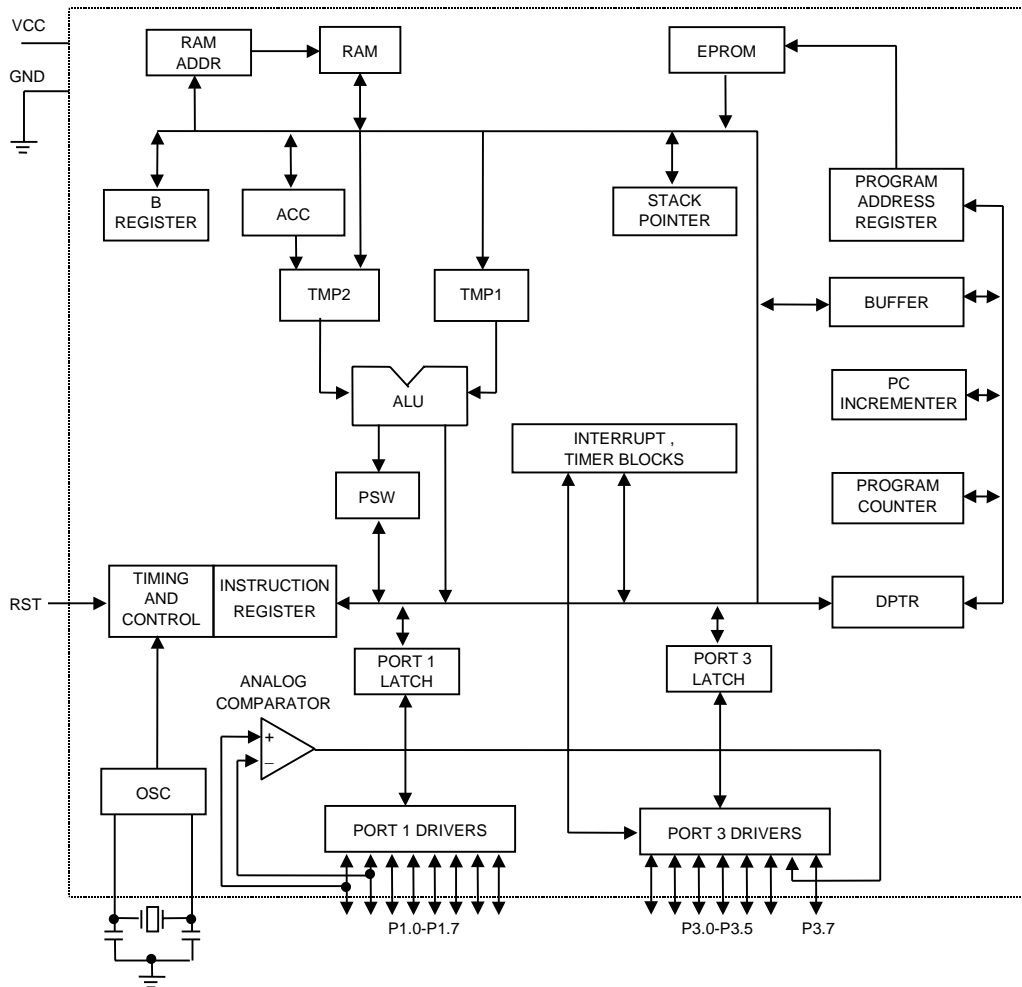 VCC
GND
RAM
ADDR
RAM
EPROM
B
REGISTER
ACC
STACK
POINTER
PROGRAM
ADDRESS
REGISTER
TMP2
TMP1
BUFFER
ALU
PC
INCREMENTER
INTERRUPT ,
TIMER BLOCKS
PSW
PROGRAM
COUNTER
RST
TIMING
AND
CONTROL
INSTRUCTION
REGISTER
DPTR
PORT 1
LATCH
PORT 3
LATCH
ANALOG
COMPARATOR
+
−
OSC
PORT 1 DRIVERS
PORT 3 DRIVERS
P1.0-P1.7
P3.0-P3.5
P3.7